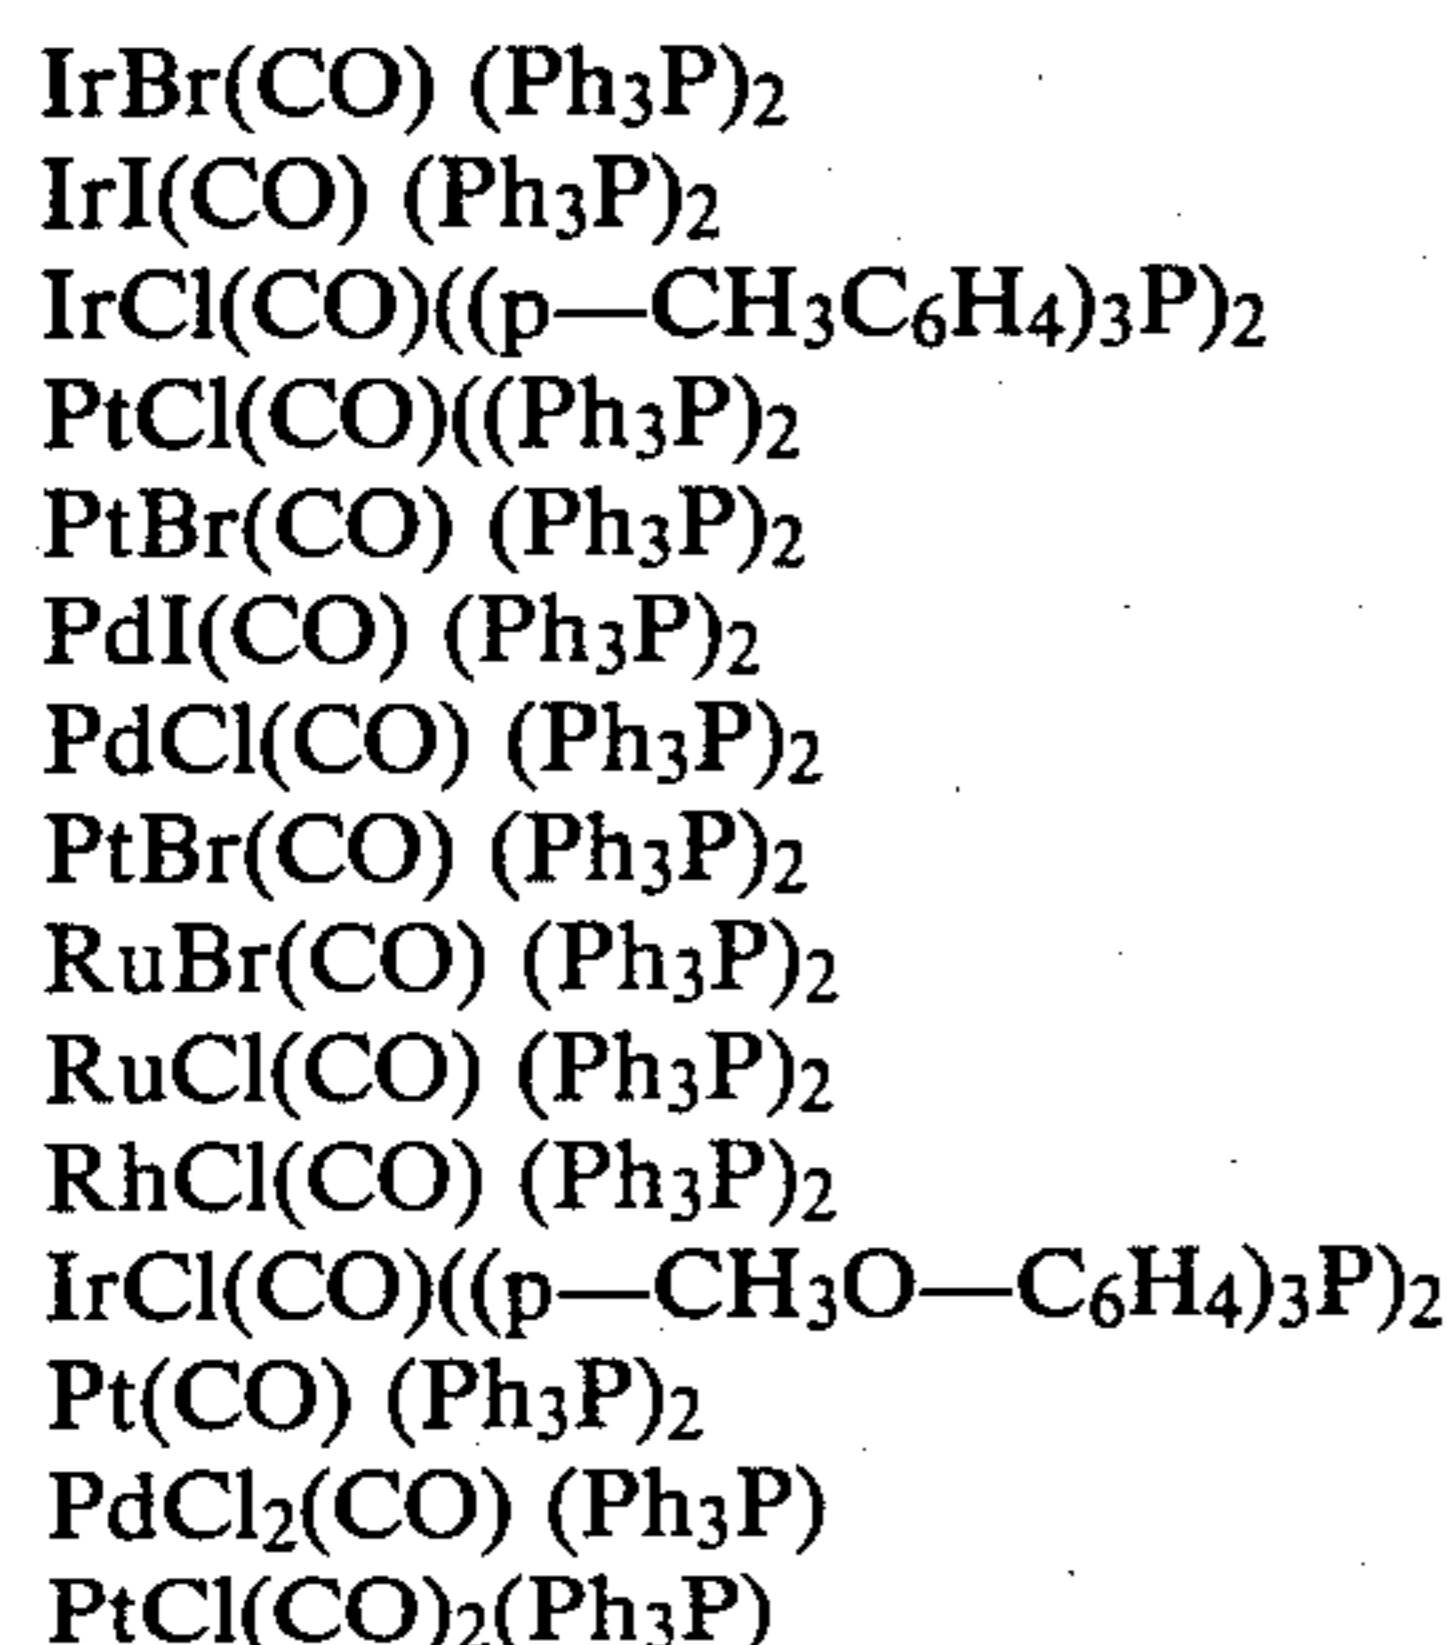 IrBr(CO) (Ph3P)2
IrI(CO) (Ph3P)2
IrCl(CO)((p—CH3C6H4)3P)2
PtCl(CO)((Ph3P)2
PtBr(CO) (Ph3P)2
PdI(CO) (Ph3P)2
PdCl(CO) (Ph3P)2
PtBr(CO) (Ph3P)2
RuBr(CO) (Ph3P)2
RuCl(CO) (Ph3P)2
RhCl(CO) (Ph3P)2
IrCl(CO)((p—CH3O—C6H4)3P)2
Pt(CO) (Ph3P)2
PdCl2(CO) (Ph3P)
PtCl(CO)2(Ph3P)